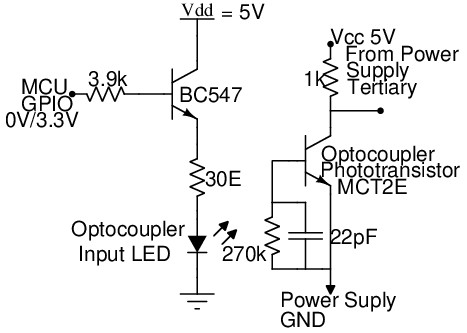 Vdd = 5V
Vcc 5V
From Power
Supply
Tertiary
1k
3.9k
MCU
GPIO
0V/3.3V
BC547
Optocoupler
Phototransistor
MCT2E
30E
Optocoupler
Input LED
270k
22pF
Power Suply
GND